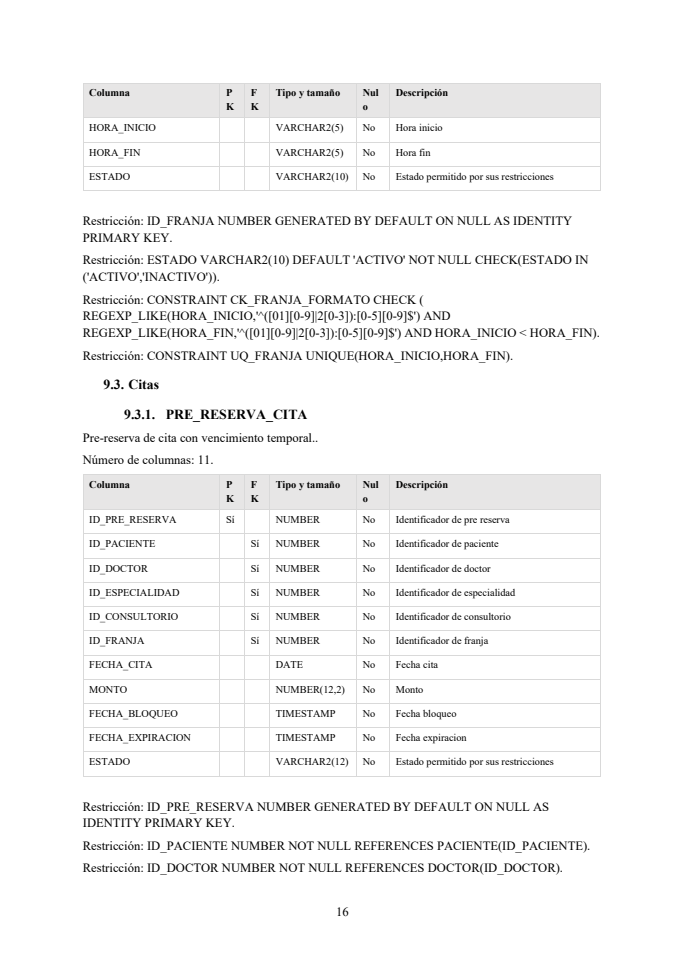 Columna PK FK Tipo y tamaño Nulo Descripción
HORA_INICIO VARCHAR2(5) No Hora inicio
HORA_FIN VARCHAR2(5) No Hora fin
ESTADO VARCHAR2(10) No Estado permitido por sus restricciones
Restricción: ID_FRANJA NUMBER GENERATED BY DEFAULT ON NULL AS IDENTITY
PRIMARY KEY.
Restricción: ESTADO VARCHAR2(10) DEFAULT 'ACTIVO' NOT NULL CHECK(ESTADO IN
('ACTIVO','INACTIVO')).
Restricción: CONSTRAINT CK_FRANJA_FORMATO CHECK (
REGEXP_LIKE(HORA_INICIO,'^([01][0-9]|2[0-3]):[0-5][0-9]$') AND
REGEXP_LIKE(HORA_FIN,'^([01][0-9]|2[0-3]):[0-5][0-9]$') AND HORA_INICIO < HORA_FIN).
Restricción: CONSTRAINT UQ_FRANJA UNIQUE(HORA_INICIO,HORA_FIN).
9.3. Citas
9.3.1. PRE_RESERVA_CITA
Pre-reserva de cita con vencimiento temporal..
Número de columnas: 11.
Columna PK FK Tipo y tamaño Nulo Descripción
ID_PRE_RESERVA Sí NUMBER No Identificador de pre reserva
ID_PACIENTE Sí NUMBER No Identificador de paciente
ID_DOCTOR Sí NUMBER No Identificador de doctor
ID_ESPECIALIDAD Sí NUMBER No Identificador de especialidad
ID_CONSULTORIO Sí NUMBER No Identificador de consultorio
ID_FRANJA Sí NUMBER No Identificador de franja
FECHA_CITA DATE No Fecha cita
MONTO NUMBER(12,2) No Monto
FECHA_BLOQUEO TIMESTAMP No Fecha bloqueo
FECHA_EXPIRACION TIMESTAMP No Fecha expiracion
ESTADO VARCHAR2(12) No Estado permitido por sus restricciones
Restricción: ID_PRE_RESERVA NUMBER GENERATED BY DEFAULT ON NULL AS
IDENTITY PRIMARY KEY.
Restricción: ID_PACIENTE NUMBER NOT NULL REFERENCES PACIENTE(ID_PACIENTE).
Restricción: ID_DOCTOR NUMBER NOT NULL REFERENCES DOCTOR(ID_DOCTOR).
16